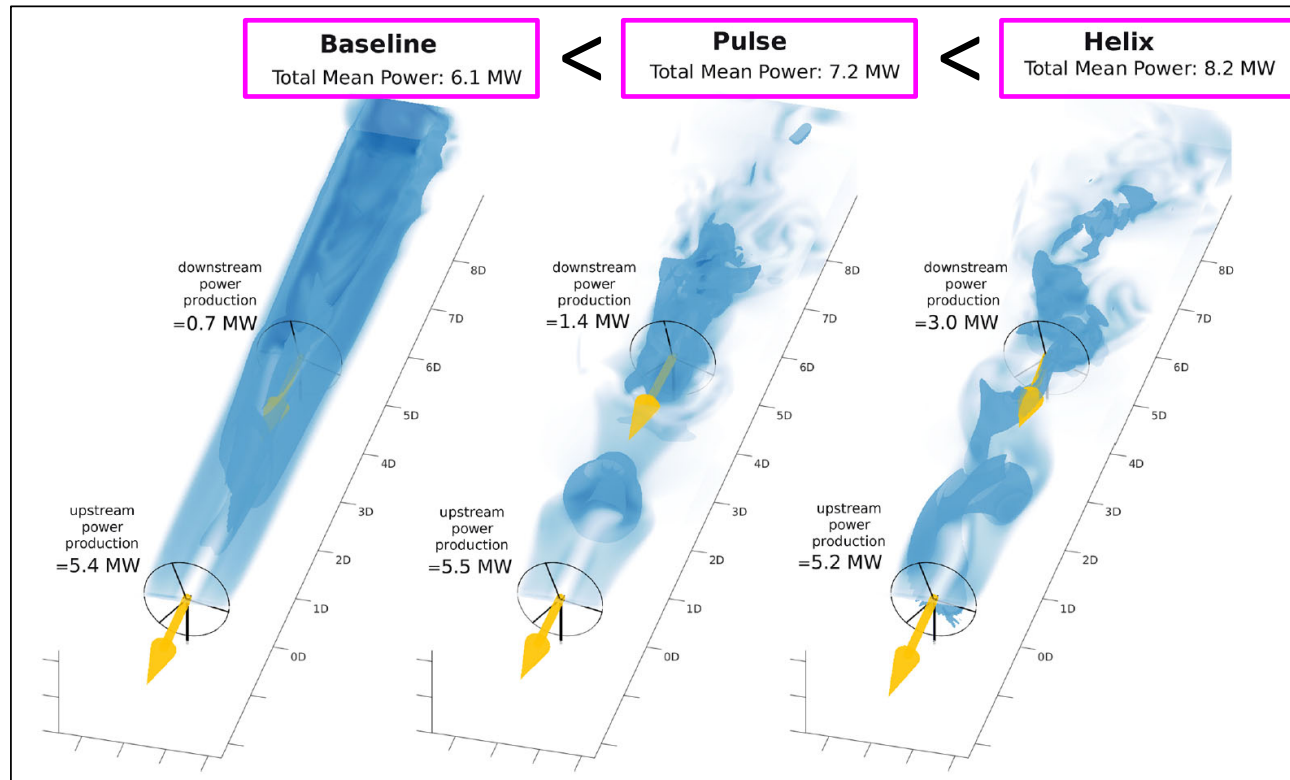 Baseline
Total Mean Power: 6.1 MW
<
Pulse
Total Mean Power: 7.2 MW
<
Helix
Total Mean Power: 8.2 MW
downstream
power
production
=0.7 MW
upstream
power
production
=5.4 MW
8D
7D
6D
5D
4D
3D
2D
1D
0D
downstream
power
production
=1.4 MW
upstream
power
production
=5.5 MW
8D
7D
6D
5D
4D
3D
2D
1D
0D
downstream
power
production
=3.0 MW
upstream
power
production
=5.2 MW
8D
7D
6D
5D
4D
3D
2D
1D
0D